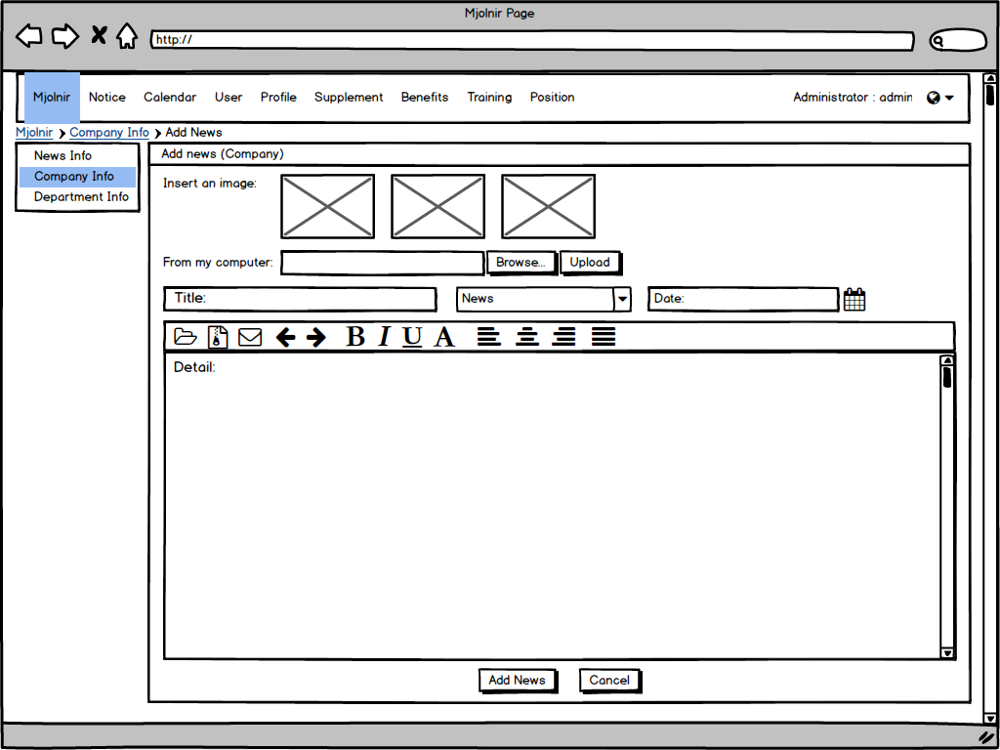 Mjolnir Page
http://
Mjolnir Notice Calendar User Profile Supplement Benefits Training Position Administrator : admin
Mjolnir Company Info Add News
News Info
Company Info
Department Info
Add news (Company)
Insert an image:
From my computer: Browse... Upload
Title: News Date:
B I U A
Detail:
Add News Cancel